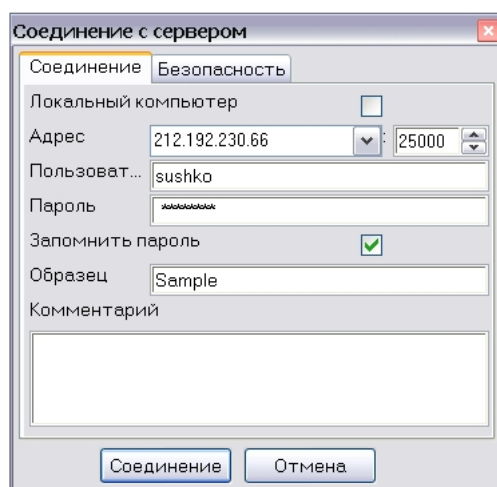 Соединение с сервером
Соединение Безопасность
Локальный компьютер
Адрес 212.192.230.66 : 25000
Пользоват... sushko
Пароль ********
Запомнить пароль
Образец Sample
Комментарий
Соединение Отмена